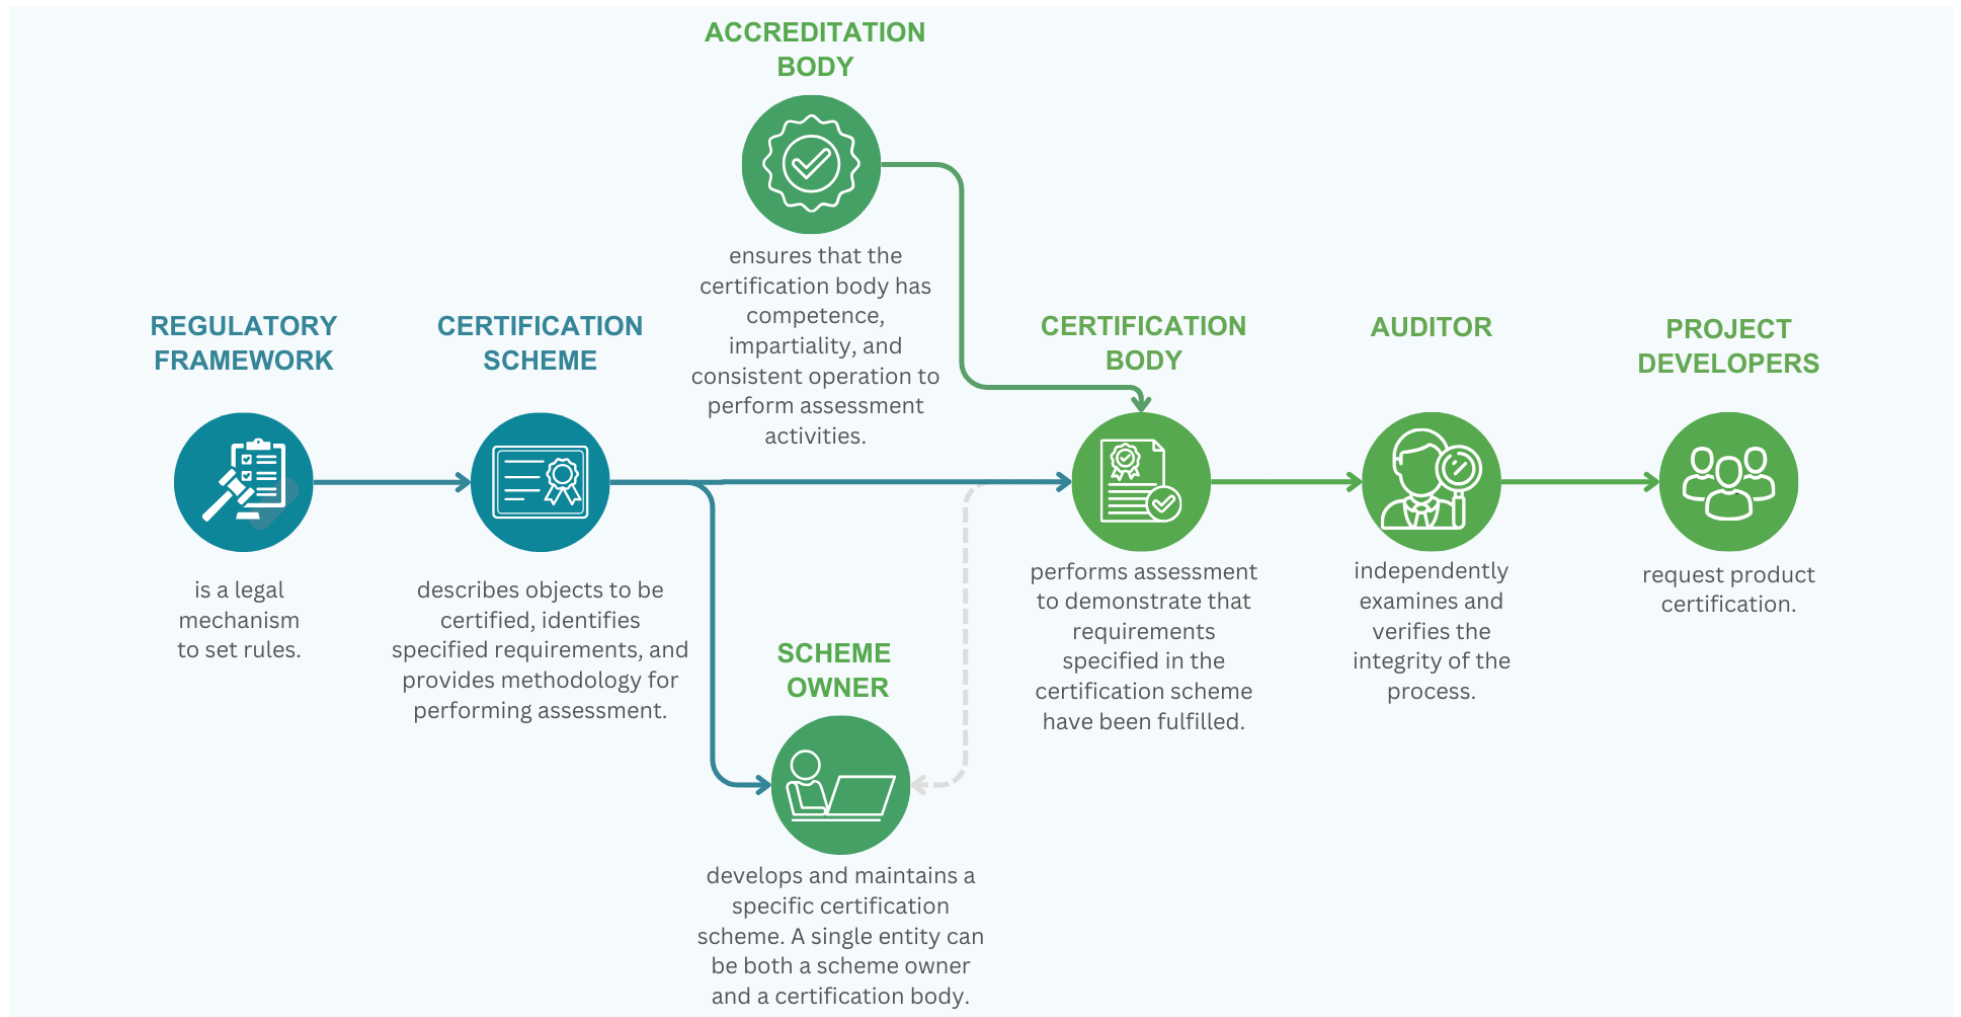 ACCREDITATION
BODY
ensures that the
certification body has
competence,
impartiality, and
consistent operation to
perform assessment
activities.
REGULATORY
FRAMEWORK
is a legal
mechanism
to set rules.
CERTIFICATION
SCHEME
describes objects to be
certified, identifies
specified requirements, and
provides methodology for
performing assessment.
SCHEME
OWNER
develops and maintains a
specific certification
scheme. A single entity can
be both a scheme owner
and a certification body.
CERTIFICATION
BODY
performs assessment
to demonstrate that
requirements
specified in the
certification scheme
have been fulfilled.
AUDITOR
independently
examines and
verifies the
integrity of the
process.
PROJECT
DEVELOPERS
request product
certification.